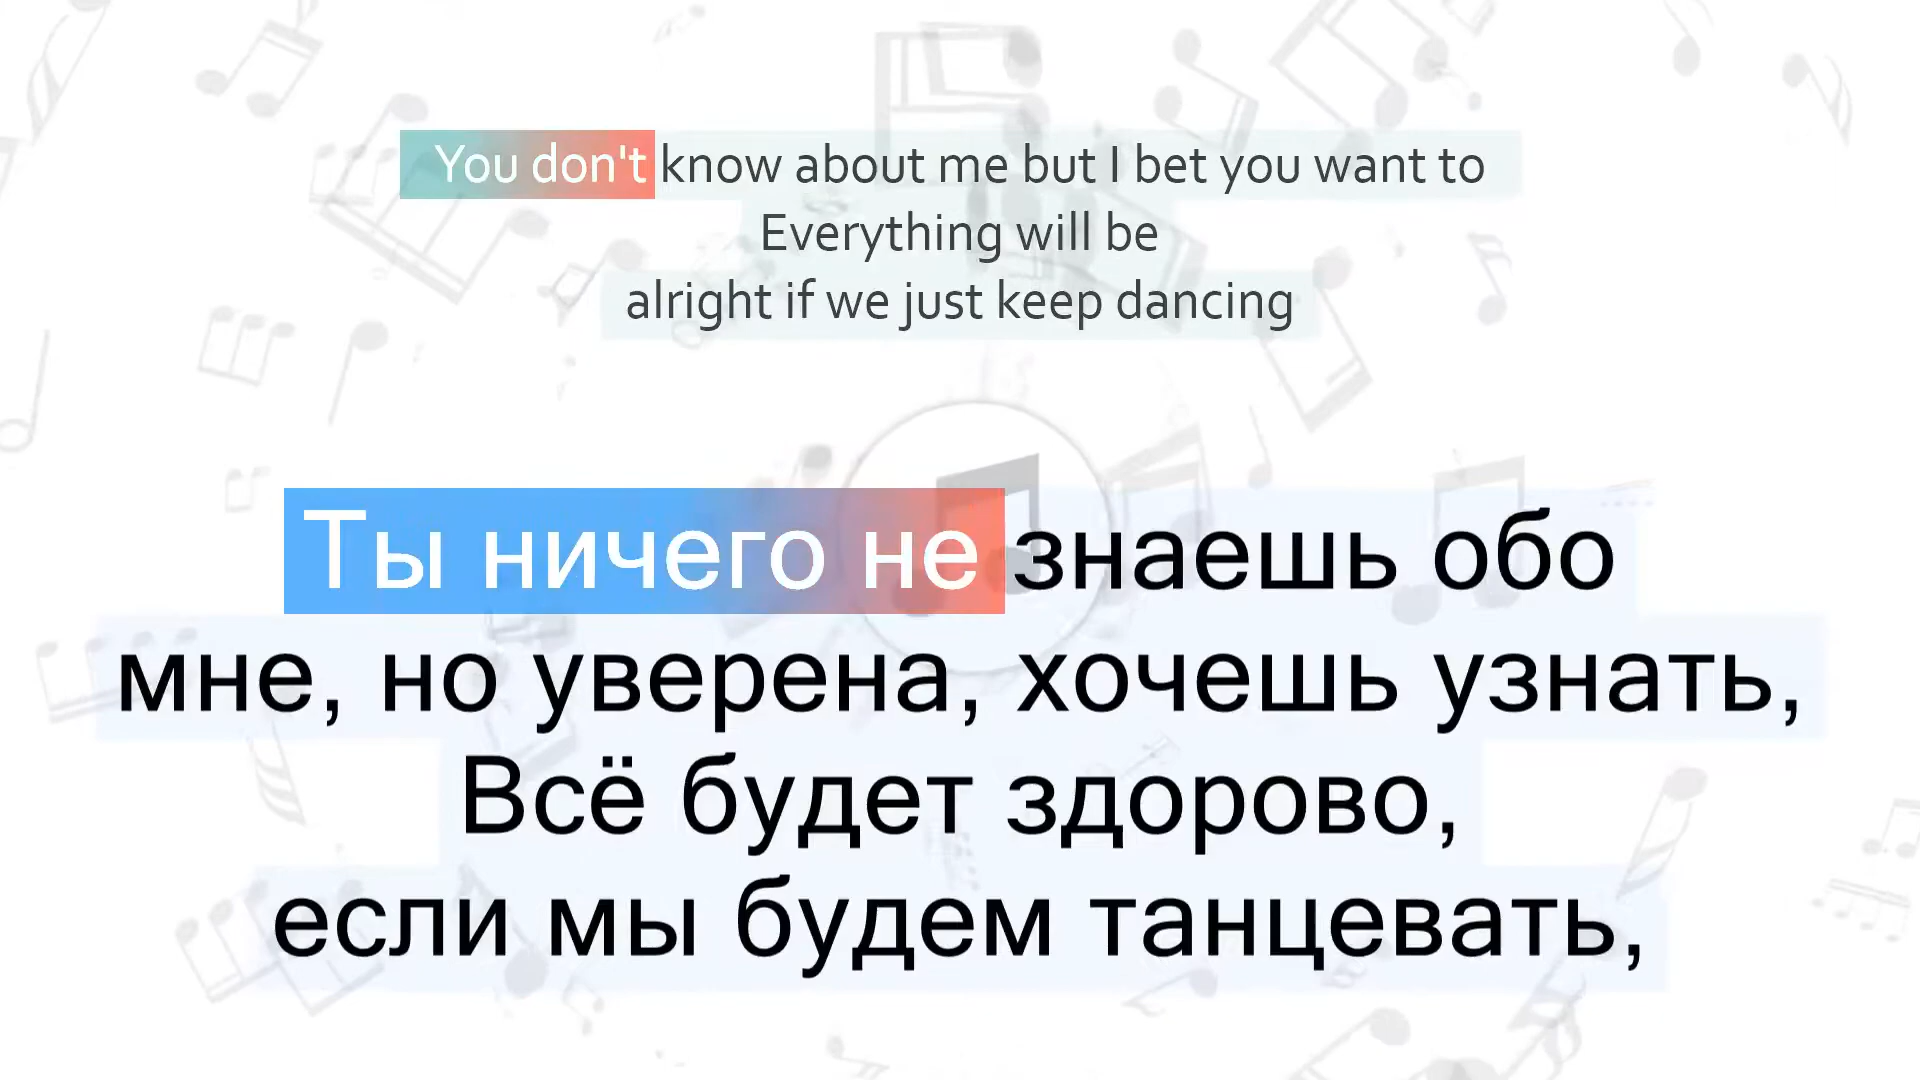 You don't know about me but I bet you want to
Everything will be
alright if we just keep dancing
Ты ничего не знаешь обо
мне, но уверена, хочешь узнать,
Всё будет здорово,
если мы будем танцевать,